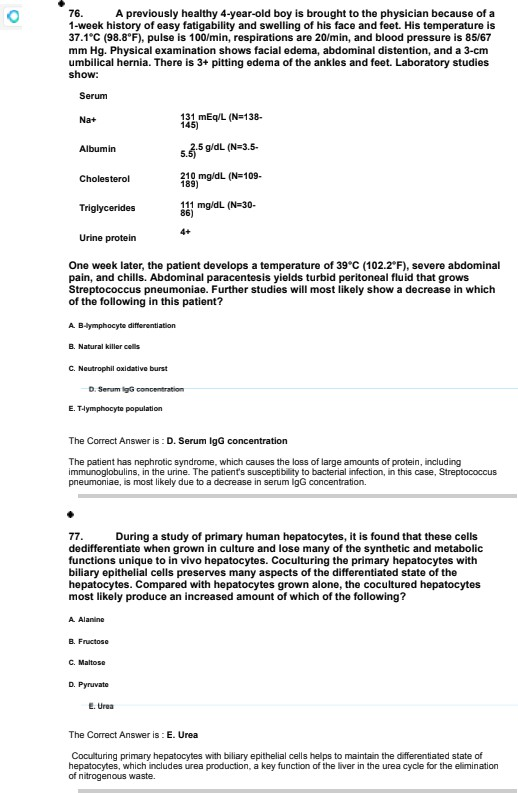 76. A previously healthy 4-year-old boy is brought to the physician because of a
1-week history of easy fatigability and swelling of his face and feet. His temperature is
37.1°C (98.8°F), pulse is 100/min, respirations are 20/min, and blood pressure is 85/67
mm Hg. Physical examination shows facial edema, abdominal distention, and a 3-cm
umbilical hernia. There is 3+ pitting edema of the ankles and feet. Laboratory studies
show:
Serum
Na+ 131 mEq/L (N=138-
145)
Albumin 2.5 g/dL (N=3.5-
5.5)
Cholesterol 210 mg/dL (N=109-
189)
Triglycerides 111 mg/dL (N=30-
86)
Urine protein 4+
One week later, the patient develops a temperature of 39°C (102.2°F), severe abdominal
pain, and chills. Abdominal paracentesis yields turbid peritoneal fluid that grows
Streptococcus pneumoniae. Further studies will most likely show a decrease in which
of the following in this patient?
A. B-lymphocyte differentiation
B. Natural killer cells
C. Neutrophil oxidative burst
D. Serum IgG concentration
E. T-lymphocyte population
The Correct Answer is : D. Serum IgG concentration
The patient has nephrotic syndrome, which causes the loss of large amounts of protein, including
immunoglobulins, in the urine. The patient's susceptibility to bacterial infection, in this case, Streptococcus
pneumoniae, is most likely due to a decrease in serum IgG concentration.
77. During a study of primary human hepatocytes, it is found that these cells
dedifferentiate when grown in culture and lose many of the synthetic and metabolic
functions unique to in vivo hepatocytes. Coculturing the primary hepatocytes with
biliary epithelial cells preserves many aspects of the differentiated state of the
hepatocytes. Compared with hepatocytes grown alone, the cocultured hepatocytes
most likely produce an increased amount of which of the following?
A. Alanine
B. Fructose
C. Maltose
D. Pyruvate
E. Urea
The Correct Answer is : E. Urea
Coculturing primary hepatocytes with biliary epithelial cells helps to maintain the differentiated state of
hepatocytes, which includes urea production, a key function of the liver in the urea cycle for the elimination
of nitrogenous waste.